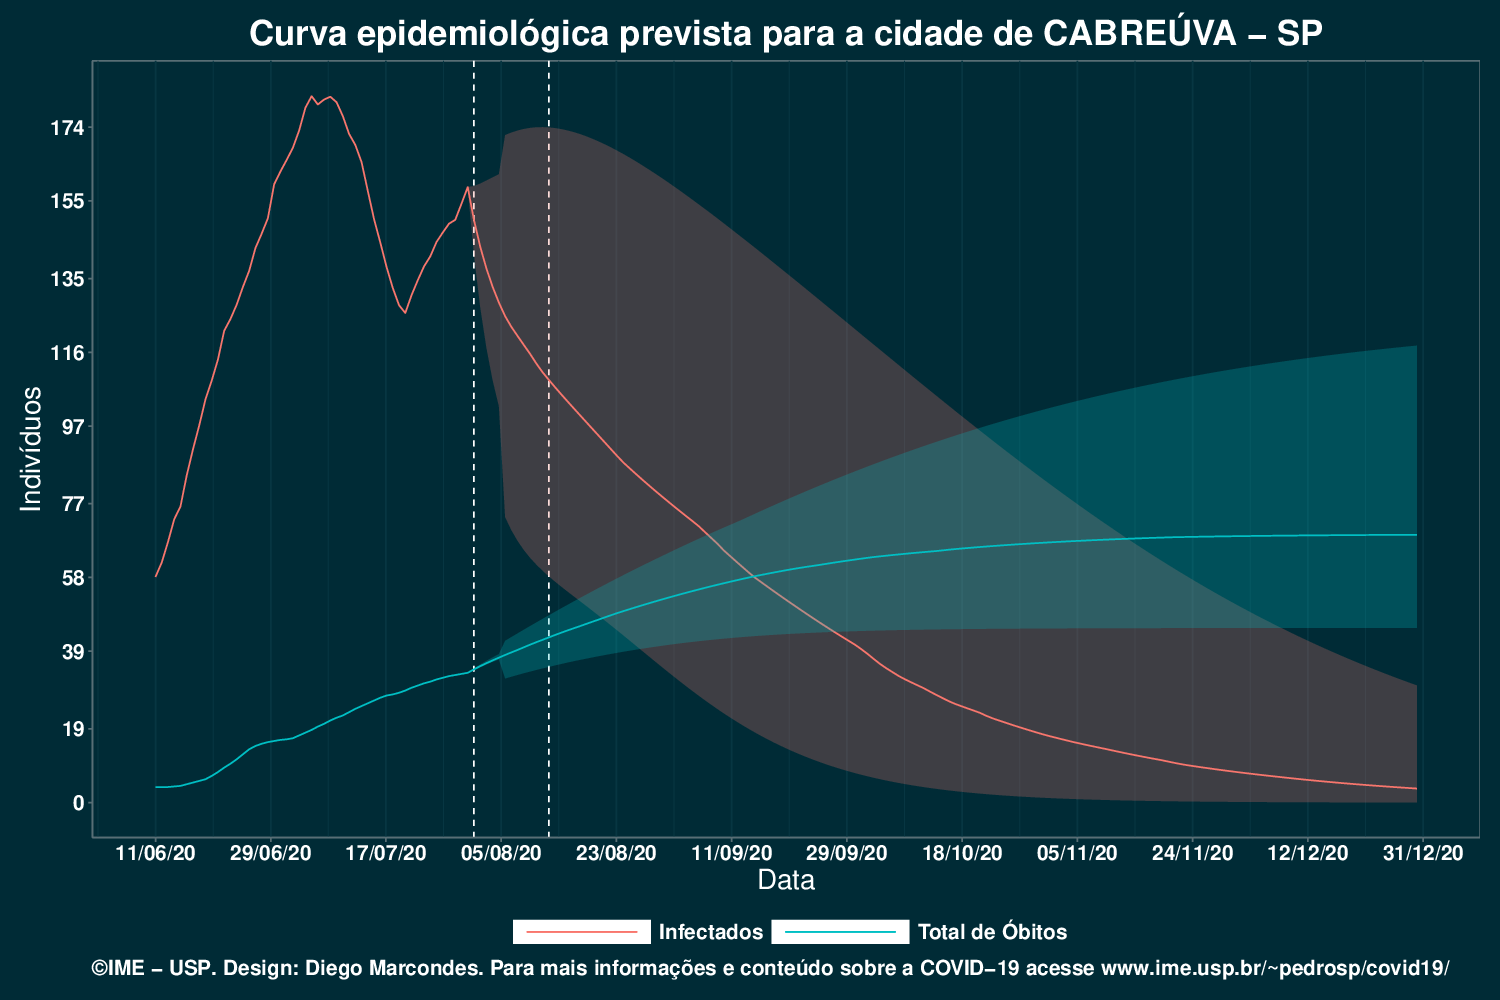 Curva epidemiológica prevista para a cidade de CABREÚVA – SP
174
155
135
116
97
77
58
39
19
0
Indivíduos
11/06/20 29/06/20 17/07/20 05/08/20 23/08/20 11/09/20 29/09/20 18/10/20 05/11/20 24/11/20 12/12/20 31/12/20
Data
Infectados Total de Óbitos
©IME – USP. Design: Diego Marcondes. Para mais informações e conteúdo sobre a COVID–19 acesse www.ime.usp.br/~pedrosp/covid19/